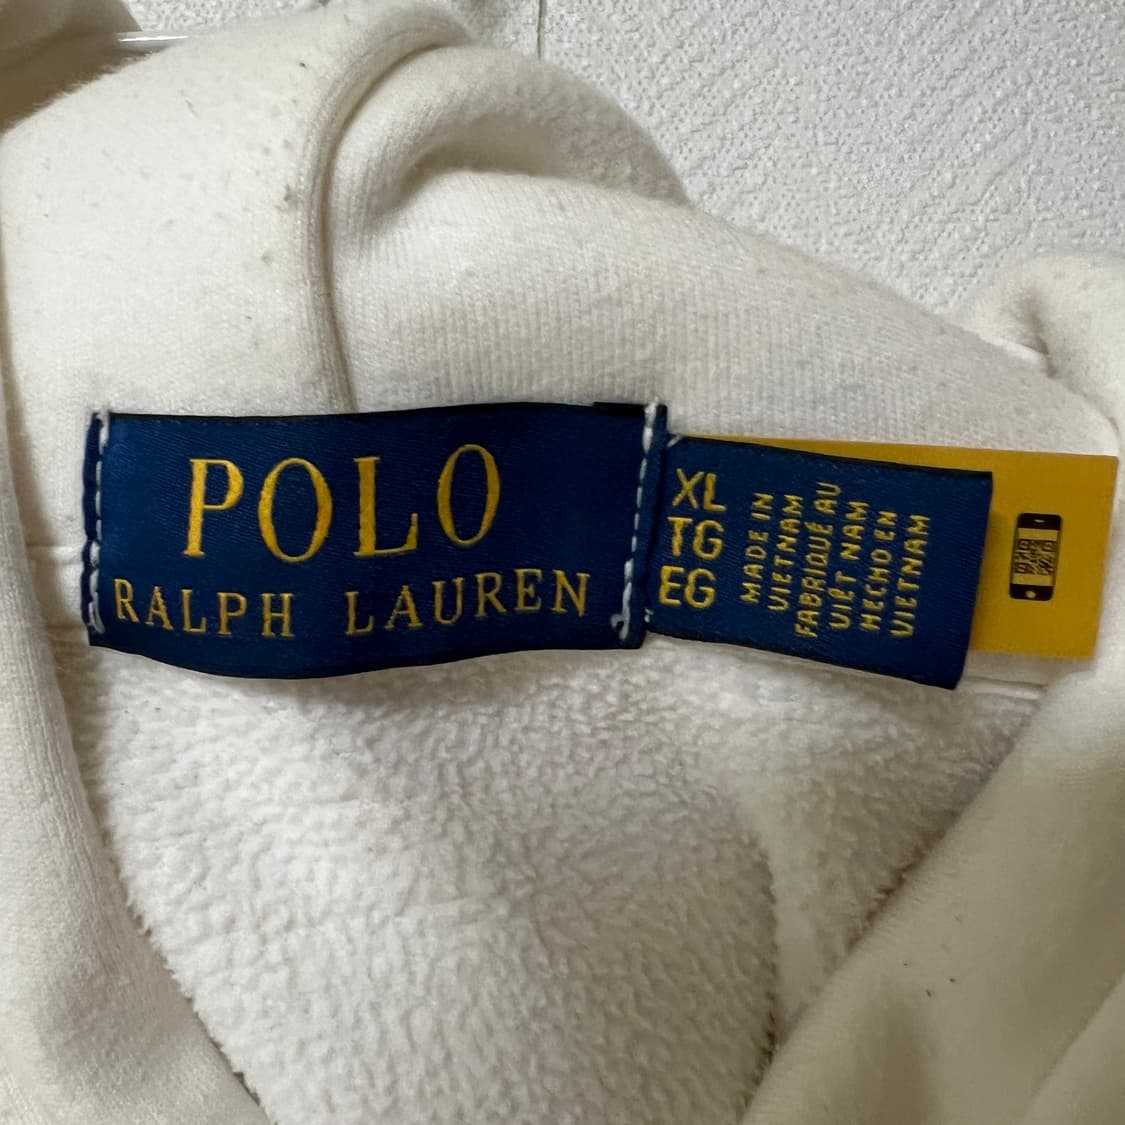 POLO
RALPH LAUREN
XL
TG
EG
MADE IN
VIETNAM
FABRIQUÉ AU
VIÊT NAM
HECHO EN
VIETNAM